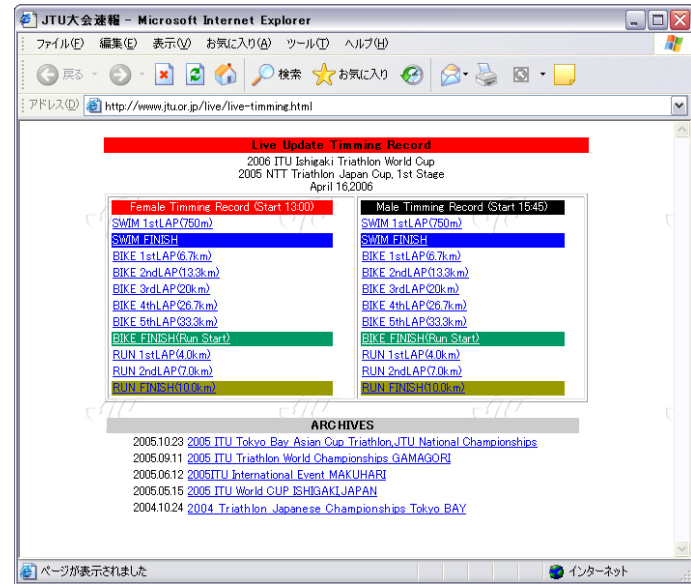 JTU大会速報 - Microsoft Internet Explorer
ファイル(F) 編集(E) 表示(V) お気に入り(A) ツール(T) ヘルプ(H)
戻る 検索 お気に入り
アドレス(D) http://www.jtu.or.jp/live/live-timming.html
Live Update Timming Record
2006 ITU Ishigaki Triathlon World Cup
2005 NTT Triathlon Japan Cup, 1st Stage
April 16,2006
Female Timming Record (Start 13:00)
SWIM 1stLAP(750m)
SWIM FINISH
BIKE 1stLAP(6.7km)
BIKE 2ndLAP(13.3km)
BIKE 3rdLAP(20km)
BIKE 4thLAP(26.7km)
BIKE 5thLAP(33.3km)
BIKE FINISH(Run Start)
RUN 1stLAP(4.0km)
RUN 2ndLAP(7.0km)
RUN FINISH(10.0km)
Male Timming Record (Start 15:45)
SWIM 1stLAP(750m)
SWIM FINISH
BIKE 1stLAP(6.7km)
BIKE 2ndLAP(13.3km)
BIKE 3rdLAP(20km)
BIKE 4thLAP(26.7km)
BIKE 5thLAP(33.3km)
BIKE FINISH(Run Start)
RUN 1stLAP(4.0km)
RUN 2ndLAP(7.0km)
RUN FINISH(10.0km)
ARCHIVES
2005.10.23 2005 ITU Tokyo Bay Asian Cup Triathlon,JTU National Championships
2005.09.11 2005 ITU Triathlon World Championships GAMAGORI
2005.06.12 2005ITU International Event MAKUHARI
2005.05.15 2005 ITU World CUP ISHIGAKI,JAPAN
2004.10.24 2004 Triathlon Japanese Championships Tokyo BAY
ページが表示されました インターネット